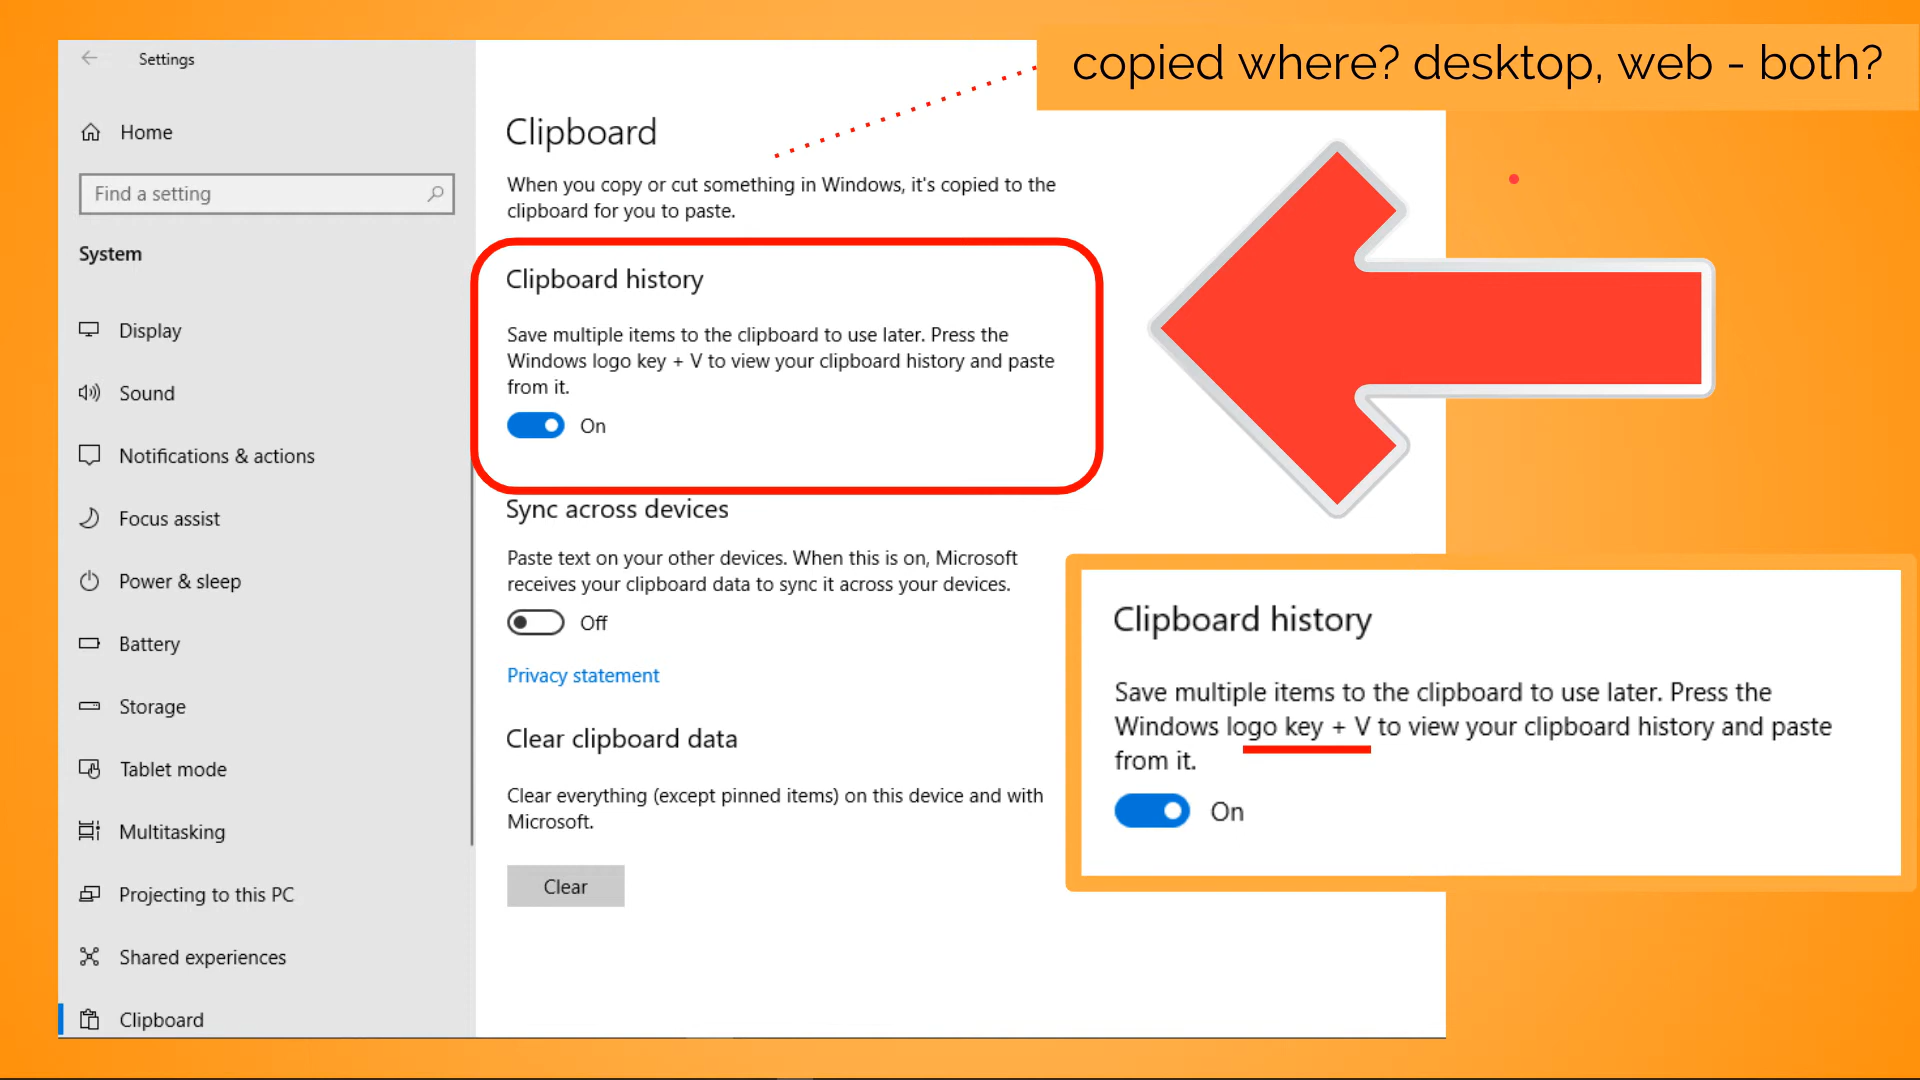 copied where? desktop, web - both?
Settings
Home
Find a setting
System
Display
Sound
Notifications & actions
Focus assist
Power & sleep
Battery
Storage
Tablet mode
Multitasking
Projecting to this PC
Shared experiences
Clipboard
Clipboard
When you copy or cut something in Windows, it's copied to the
clipboard for you to paste.
Clipboard history
Save multiple items to the clipboard to use later. Press the
Windows logo key + V to view your clipboard history and paste
from it.
On
Sync across devices
Paste text on your other devices. When this is on, Microsoft
receives your clipboard data to sync it across your devices.
Off
Privacy statement
Clear clipboard data
Clear everything (except pinned items) on this device and with
Microsoft.
Clear
Clipboard history
Save multiple items to the clipboard to use later. Press the
Windows logo key + V to view your clipboard history and paste
from it.
On